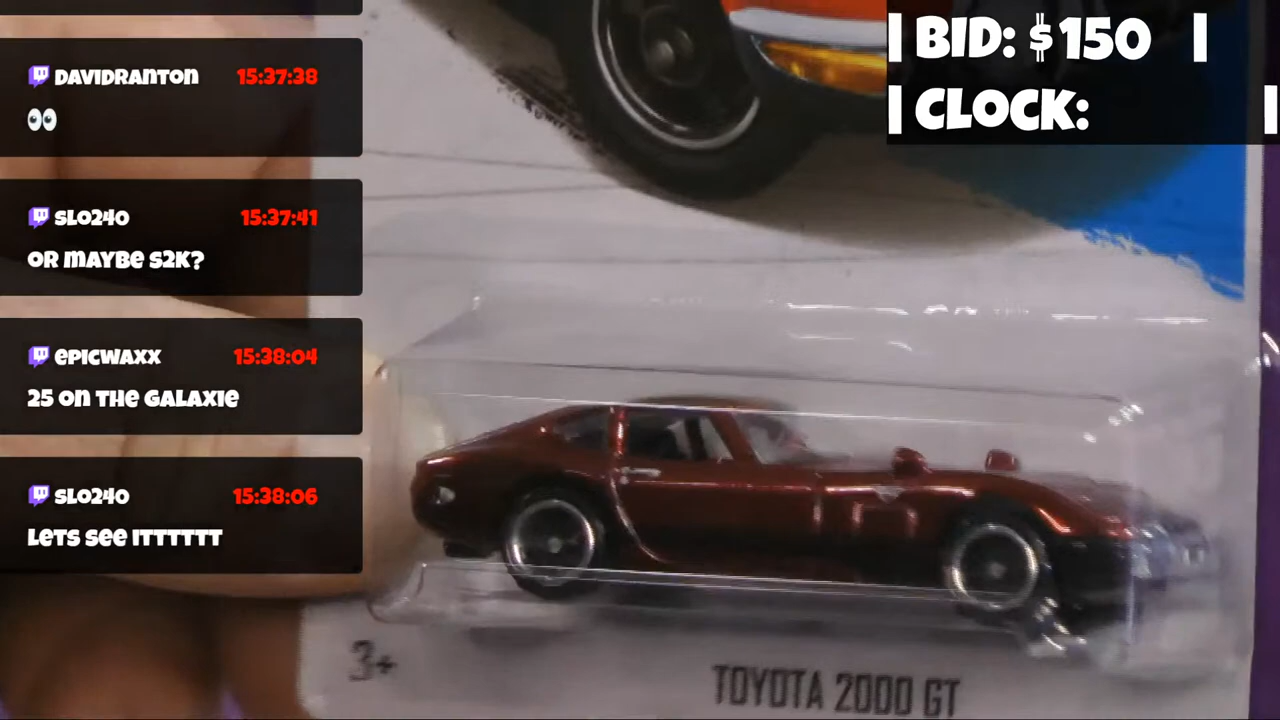 DAVIDRANTON 15:37:38
👀
SLO240 15:37:41
OR MAYBE S2K?
EPICWAXX 15:38:04
25 ON THE GALAXIE
SLO240 15:38:06
LETS SEE ITTTTTT
| BID: $150 |
| CLOCK: |
3+
TOYOTA 2000 GT